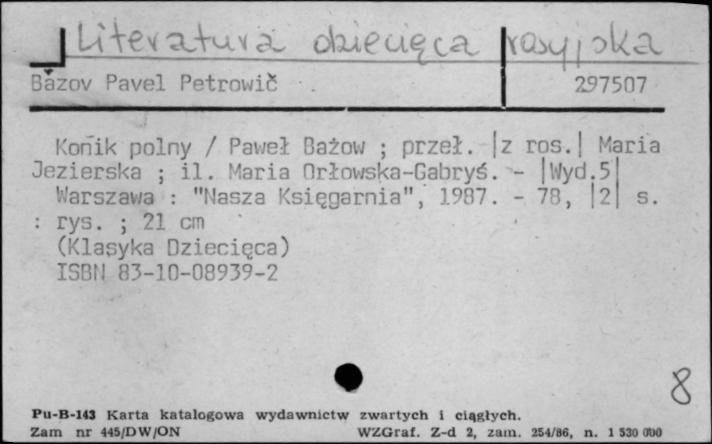 Literatura dziecięca rosyjska
Bažov Pavel Petrowič 297507
Konik polny / Paweł Bażow ; przeł. |z ros.| Maria
Jezierska ; il. Maria Orłowska-Gabryś. - |Wyd.5|
Warszawa : "Nasza Księgarnia", 1987. - 78, |2| s.
: rys. ; 21 cm
(Klasyka Dziecięca)
ISBN 83-10-08939-2
8
Pu-B-143 Karta katalogowa wydawnictw zwartych i ciągłych.
Zam nr 445/DW/ON WZGraf. Z-d 2, zam. 254/86, n. 1 530 000